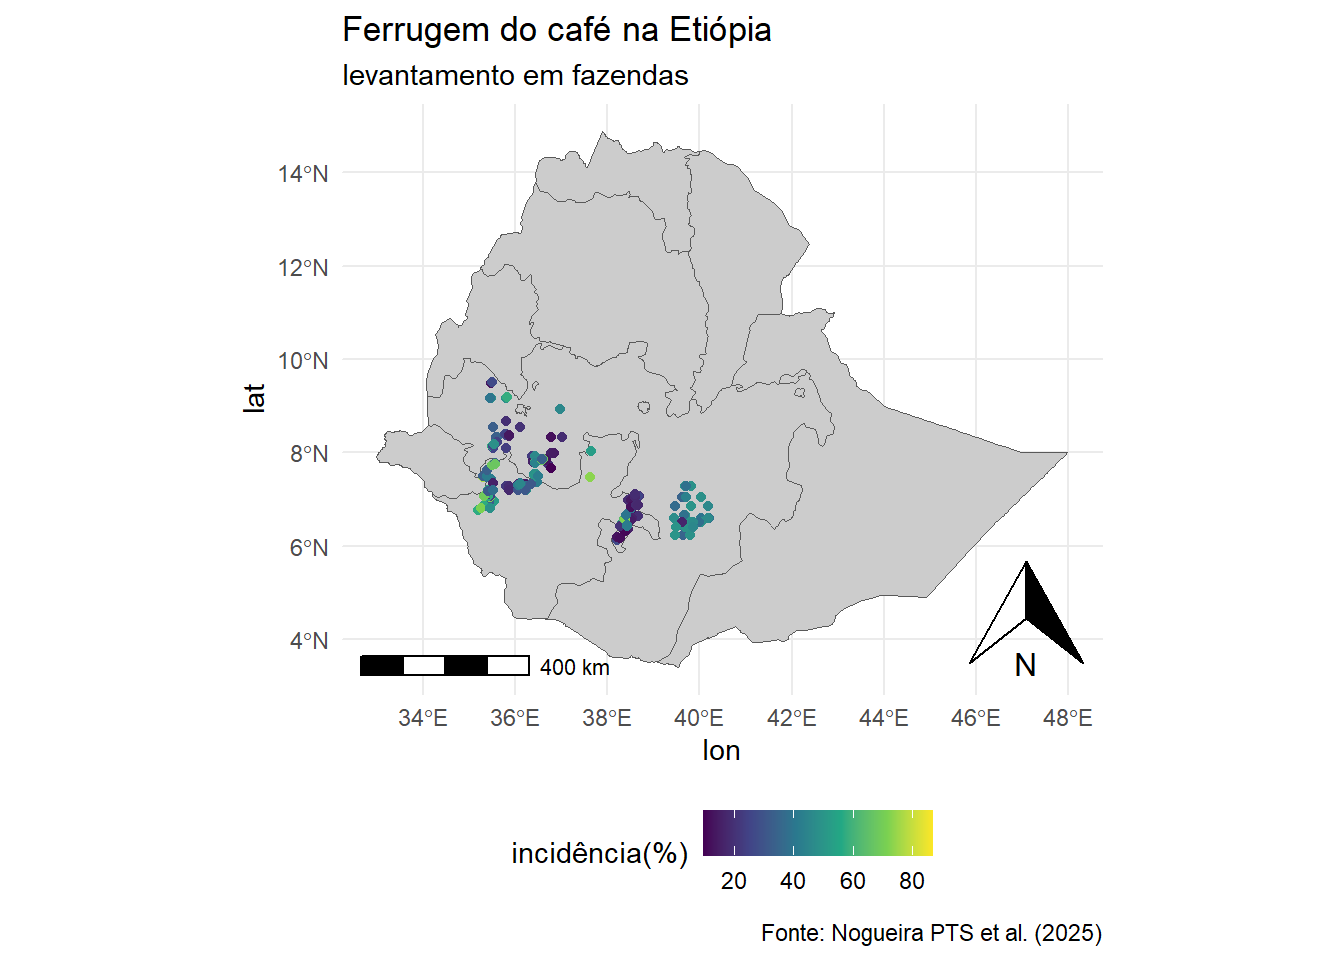 Ferrugem do café na Etiópia
levantamento em fazendas
lat
14°N
12°N
10°N
8°N
6°N
4°N
400 km
N
34°E 36°E 38°E 40°E 42°E 44°E 46°E 48°E
lon
incidência(%)
20 40 60 80
Fonte: Nogueira PTS et al. (2025)